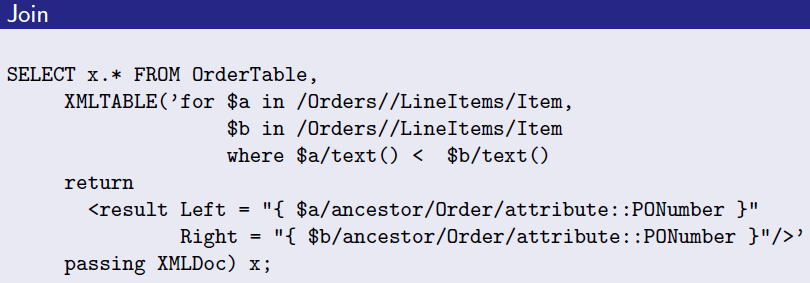 Join
SELECT x.* FROM OrderTable,
XMLTABLE('for $a in /Orders//LineItems/Item,
$b in /Orders//LineItems/Item
where $a/text() < $b/text()
return
<result Left = "{ $a/ancestor/Order/attribute::PONumber }"
Right = "{ $b/ancestor/Order/attribute::PONumber }"/>'
passing XMLDoc) x;